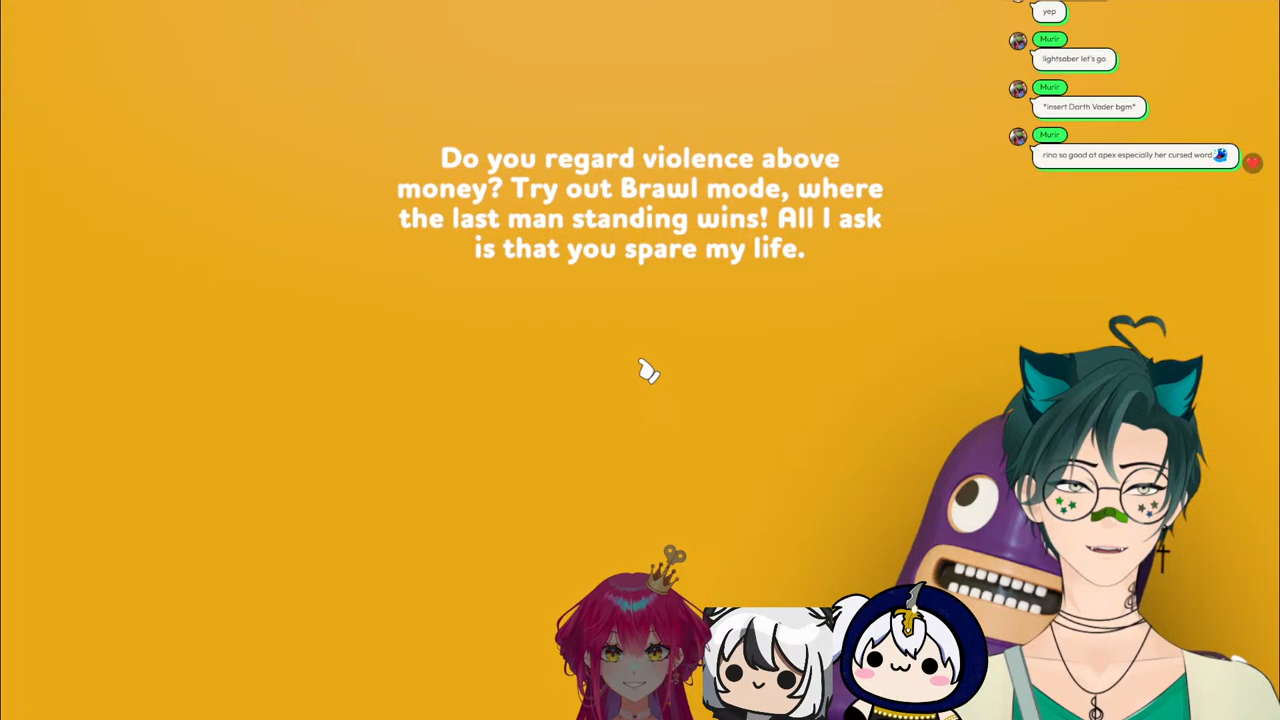 Do you regard violence above
money? Try out Brawl mode, where
the last man standing wins! All I ask
is that you spare my life.
yep
Murir
lightsaber let's go
Murir
*insert Darth Vader bgm*
Murir
rina so good at apex especially her cursed word